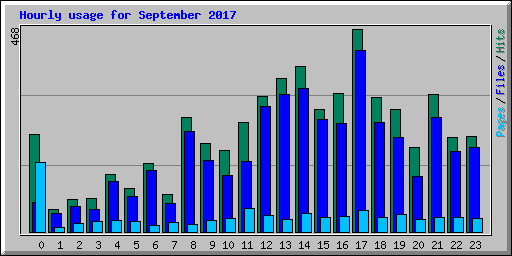 Hourly usage for September 2017
468
Pages / Files / Hits
0 1 2 3 4 5 6 7 8 9 10 11 12 13 14 15 16 17 18 19 20 21 22 23